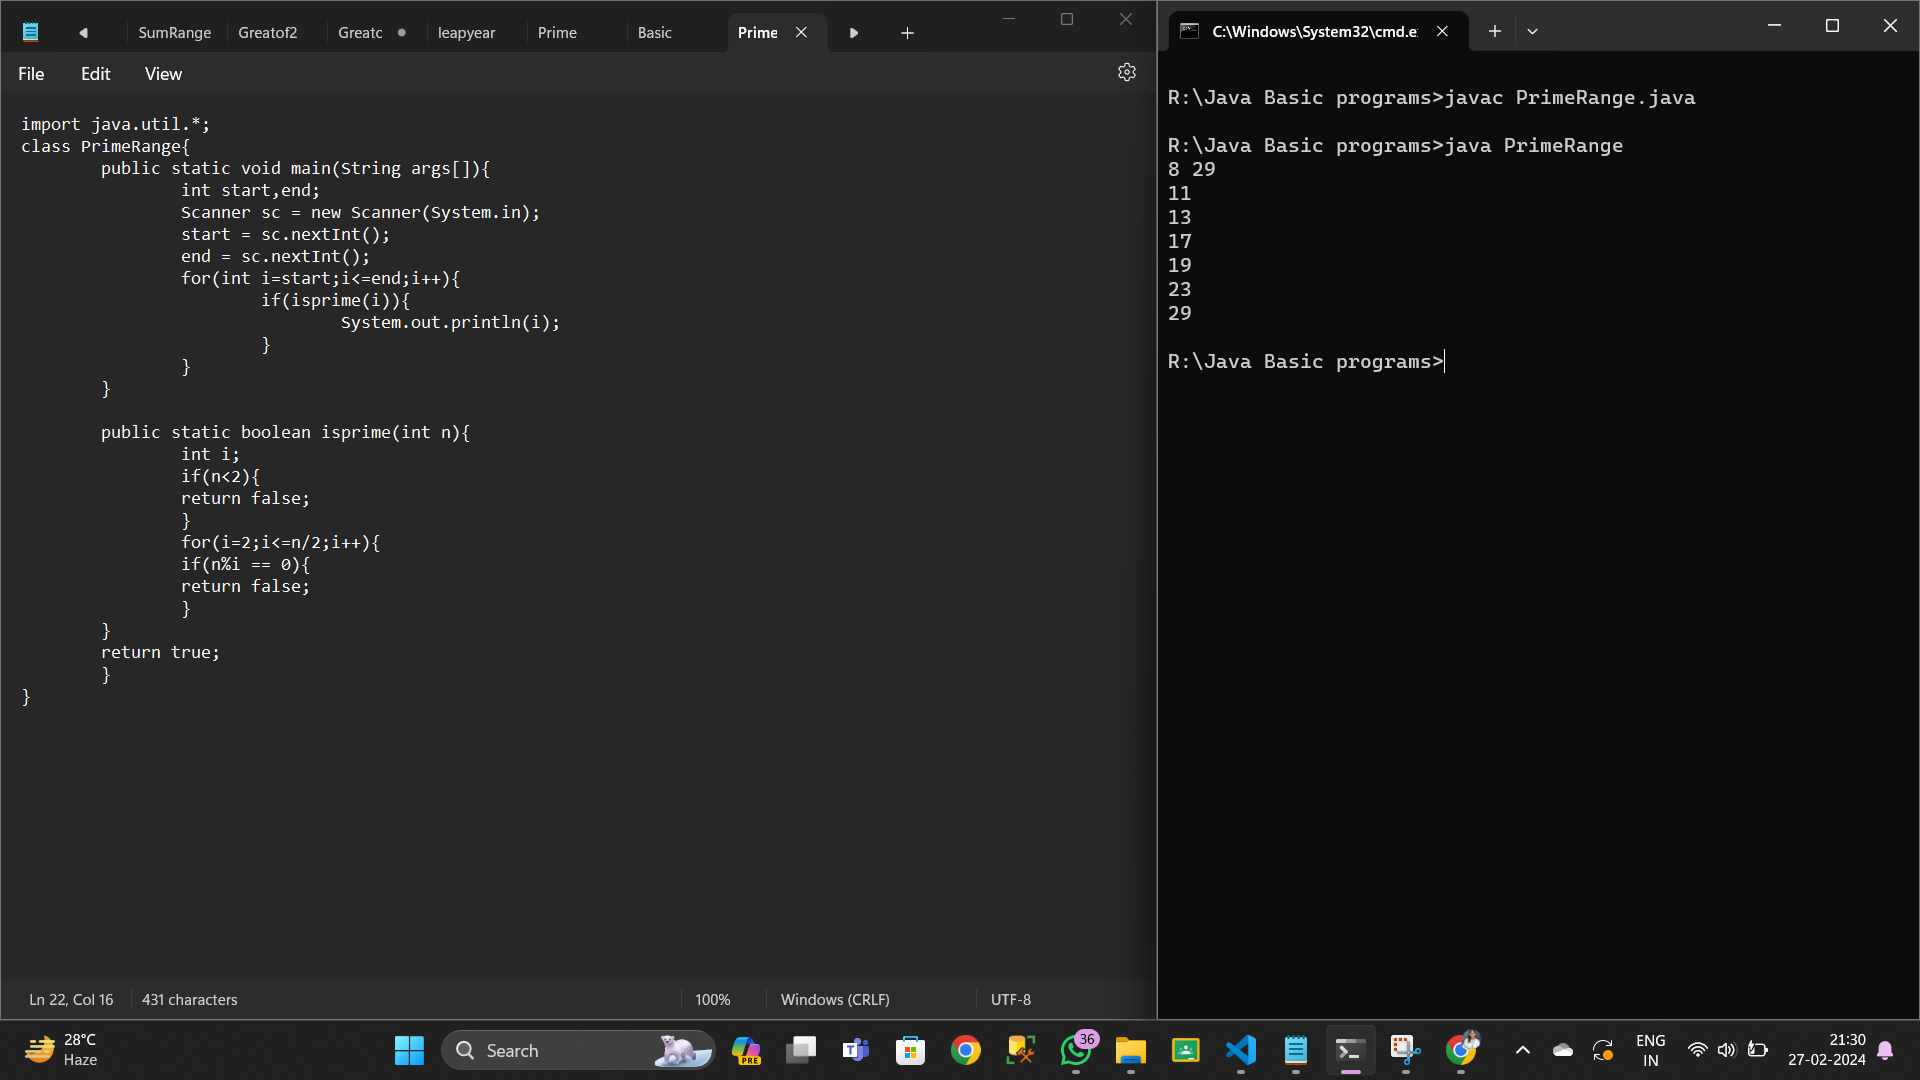 SumRange Greatof2 Greatc leapyear Prime Basic Prime
File Edit View
import java.util.*;
class PrimeRange{
public static void main(String args[]){
int start,end;
Scanner sc = new Scanner(System.in);
start = sc.nextInt();
end = sc.nextInt();
for(int i=start;i<=end;i++){
if(isprime(i)){
System.out.println(i);
}
}
}
public static boolean isprime(int n){
int i;
if(n<2){
return false;
}
for(i=2;i<=n/2;i++){
if(n%i == 0){
return false;
}
}
return true;
}
}
Ln 22, Col 16 431 characters 100% Windows (CRLF) UTF-8
C:\Windows\System32\cmd.e
R:\Java Basic programs>javac PrimeRange.java
R:\Java Basic programs>java PrimeRange
8 29
11
13
17
19
23
29
R:\Java Basic programs>
28°C
Haze
Search
PRE
36
ENG
IN
21:30
27-02-2024